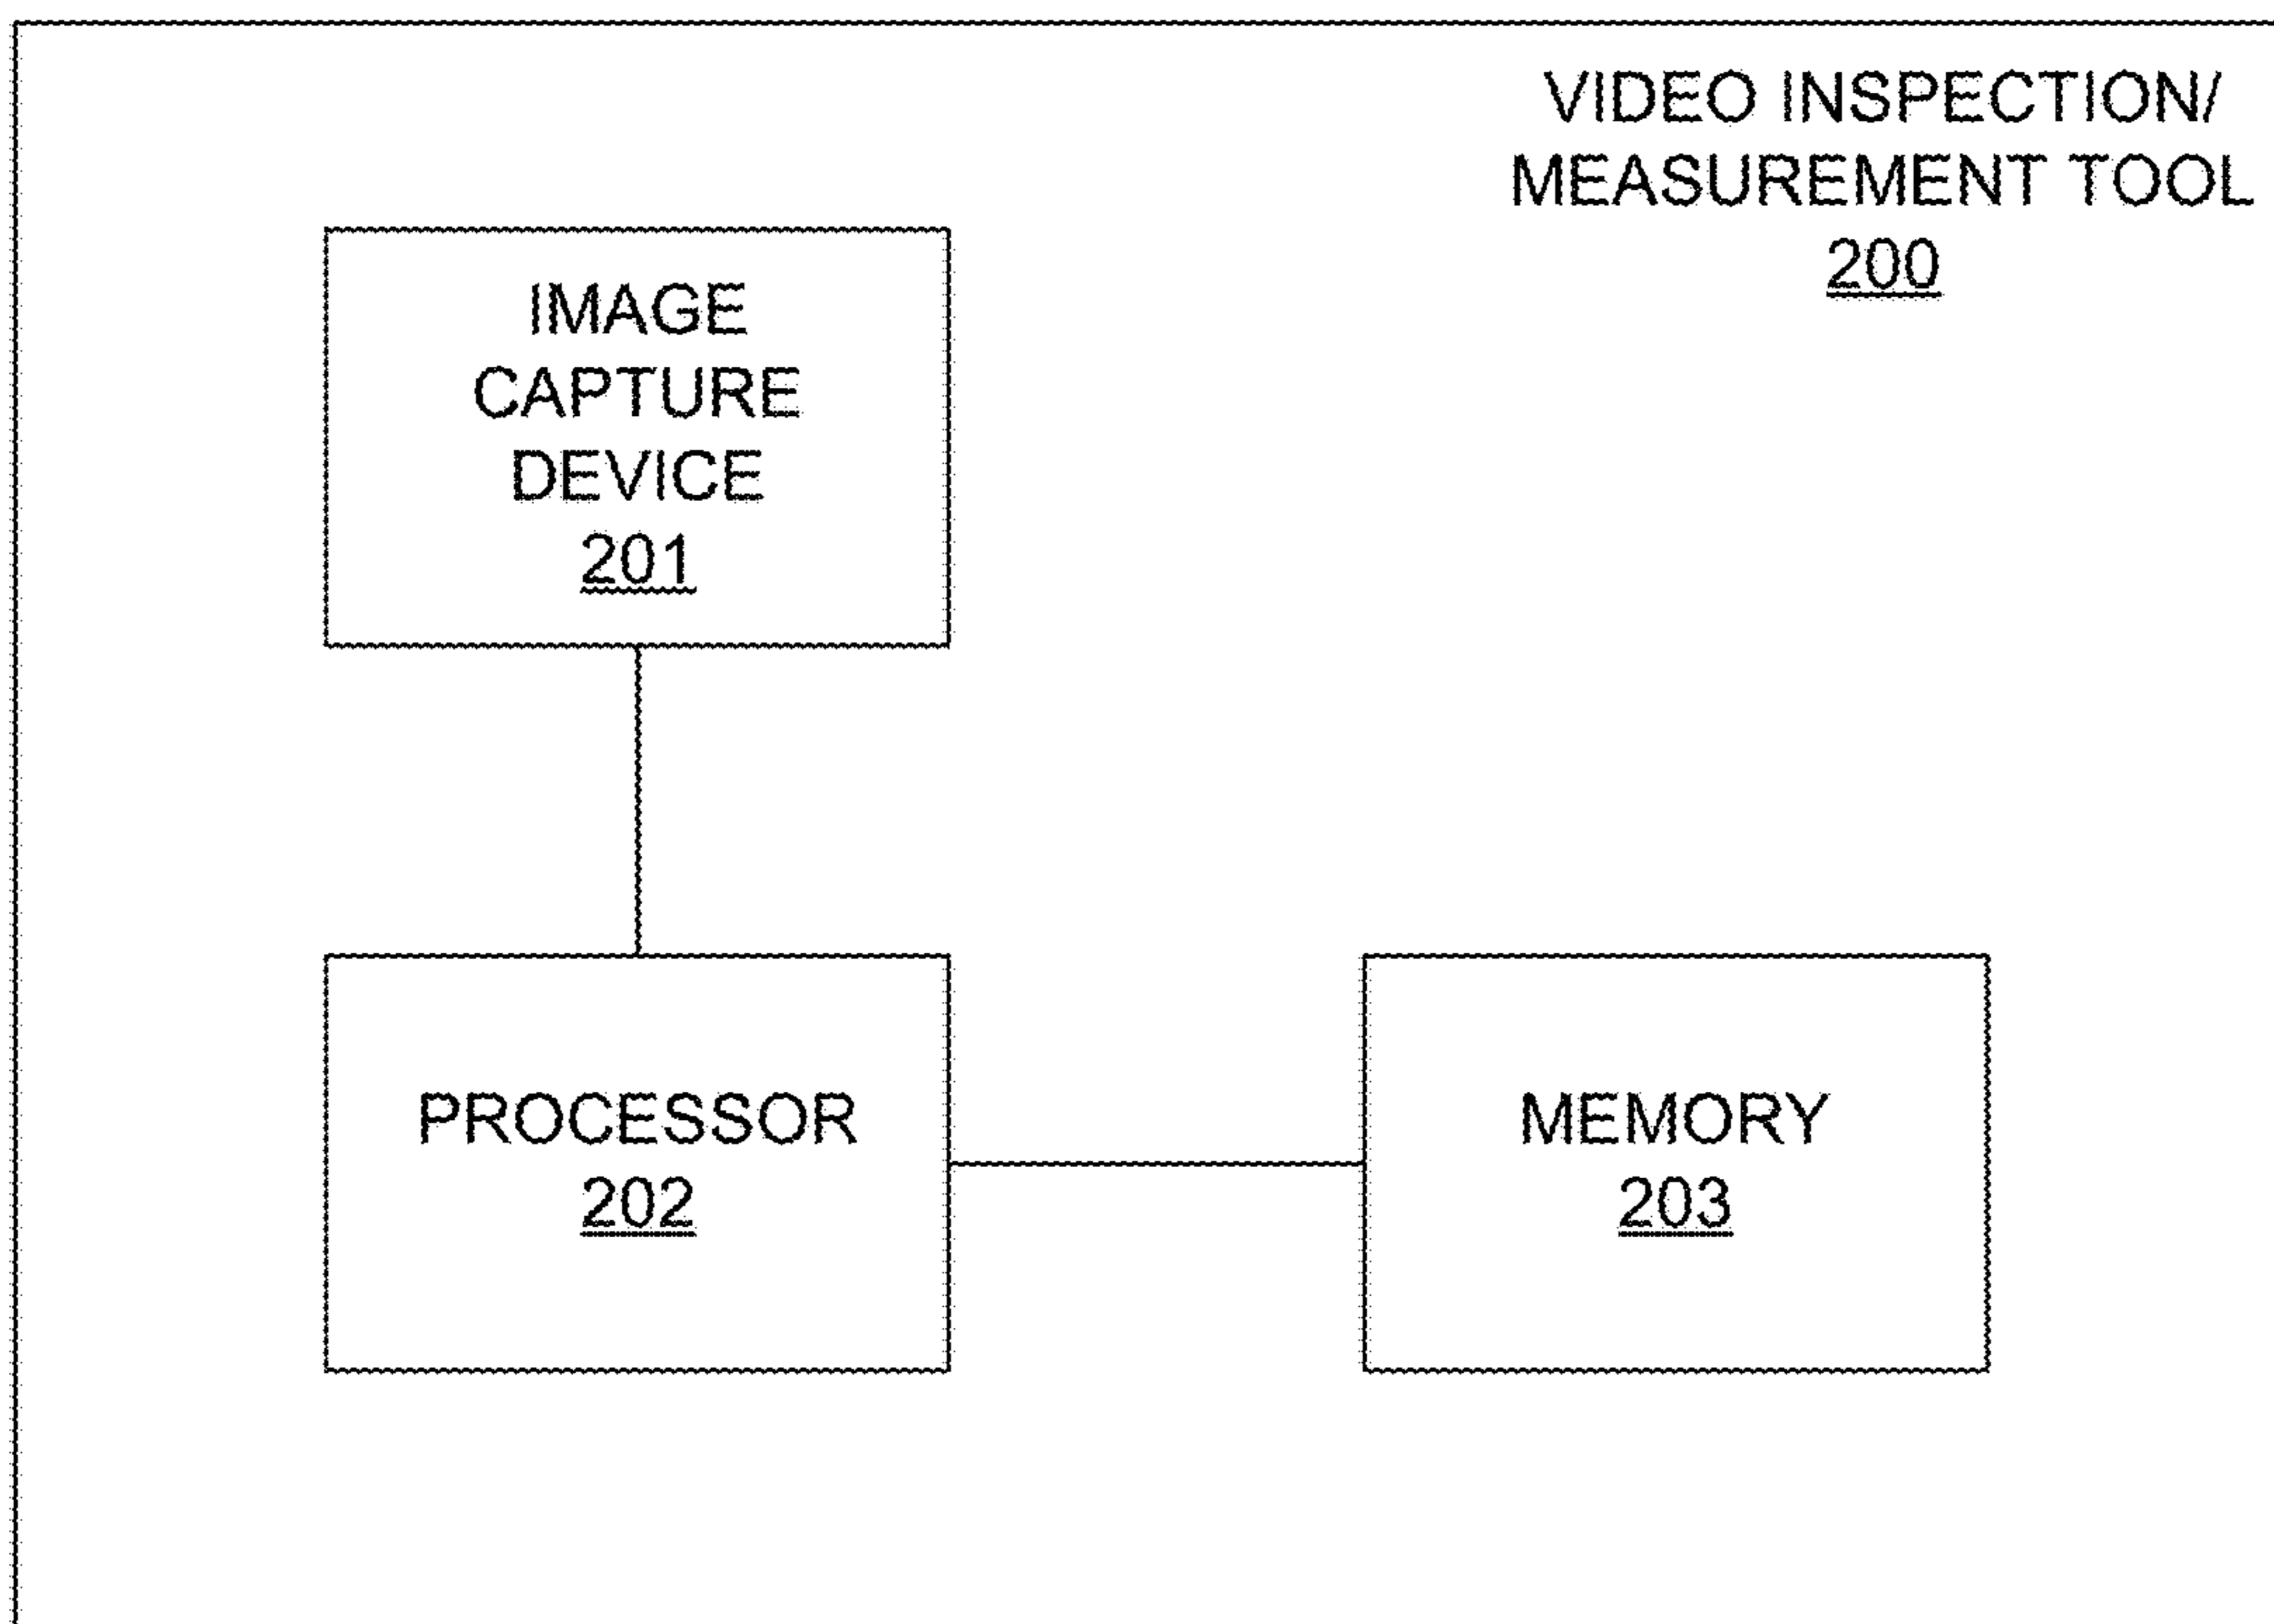 VIDEO INSPECTION/
MEASUREMENT TOOL
200
IMAGE
CAPTURE
DEVICE
201
PROCESSOR
202
MEMORY
203